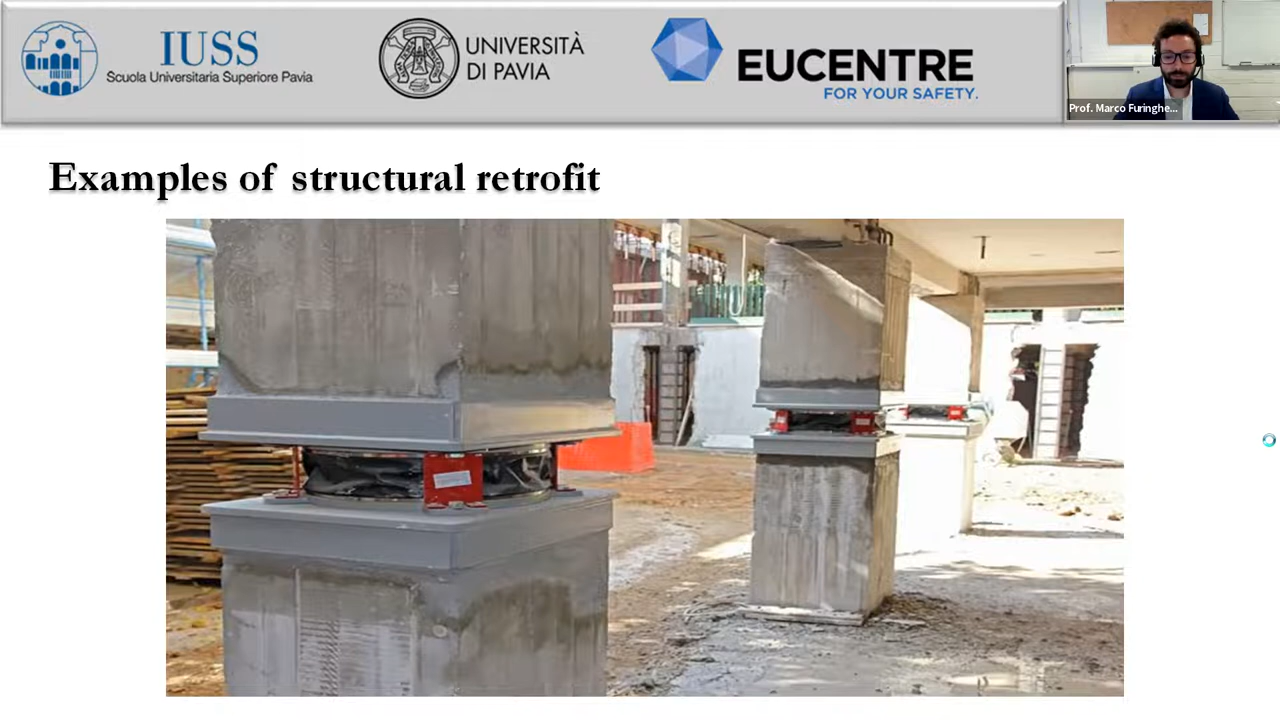 IUSS
Scuola Universitaria Superiore Pavia
UNIVERSITÀ
DI PAVIA
EUCENTRE
FOR YOUR SAFETY.
Prof. Marco Furinghe...
Examples of structural retrofit